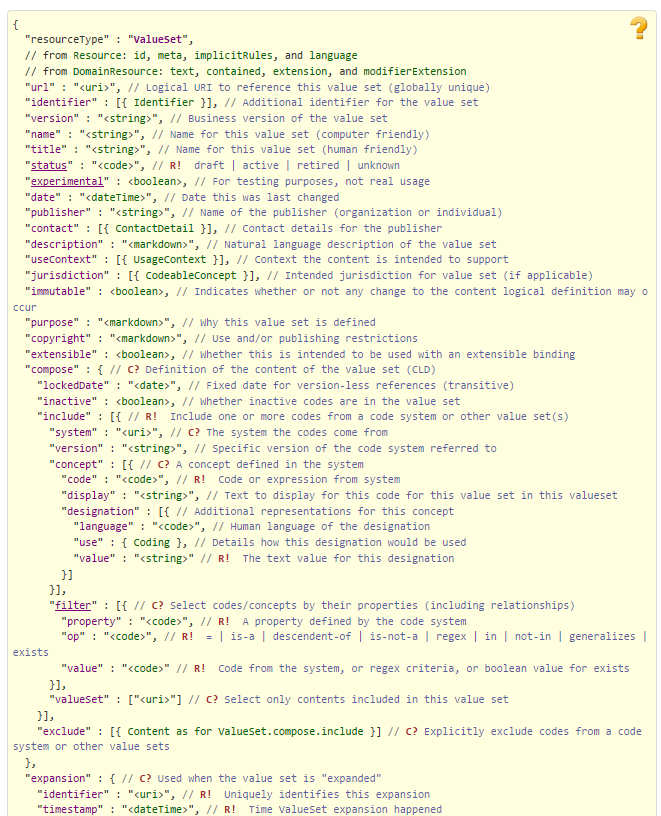 {
"resourceType" : "ValueSet",
// from Resource: id, meta, implicitRules, and language
// from DomainResource: text, contained, extension, and modifierExtension
"url" : "<uri>", // Logical URI to reference this value set (globally unique)
"identifier" : [{ Identifier }], // Additional identifier for the value set
"version" : "<string>", // Business version of the value set
"name" : "<string>", // Name for this value set (computer friendly)
"title" : "<string>", // Name for this value set (human friendly)
"status" : "<code>", // R!  draft | active | retired | unknown
"experimental" : <boolean>, // For testing purposes, not real usage
"date" : "<dateTime>", // Date this was last changed
"publisher" : "<string>", // Name of the publisher (organization or individual)
"contact" : [{ ContactDetail }], // Contact details for the publisher
"description" : "<markdown>", // Natural language description of the value set
"useContext" : [{ UsageContext }], // Context the content is intended to support
"jurisdiction" : [{ CodeableConcept }], // Intended jurisdiction for value set (if applicable)
"immutable" : <boolean>, // Indicates whether or not any change to the content logical definition may o
ccur
"purpose" : "<markdown>", // Why this value set is defined
"copyright" : "<markdown>", // Use and/or publishing restrictions
"extensible" : <boolean>, // Whether this is intended to be used with an extensible binding
"compose" : { // C? Definition of the content of the value set (CLD)
"lockedDate" : "<date>", // Fixed date for version-less references (transitive)
"inactive" : <boolean>, // Whether inactive codes are in the value set
"include" : [{ // R!  Include one or more codes from a code system or other value set(s)
"system" : "<uri>", // C? The system the codes come from
"version" : "<string>", // Specific version of the code system referred to
"concept" : [{ // C? A concept defined in the system
"code" : "<code>", // R!  Code or expression from system
"display" : "<string>", // Text to display for this code for this value set in this valueset
"designation" : [{ // Additional representations for this concept
"language" : "<code>", // Human language of the designation
"use" : { Coding }, // Details how this designation would be used
"value" : "<string>" // R!  The text value for this designation
}]
}],
"filter" : [{ // C? Select codes/concepts by their properties (including relationships)
"property" : "<code>", // R!  A property defined by the code system
"op" : "<code>", // R!  = | is-a | descendent-of | is-not-a | regex | in | not-in | generalizes |
exists
"value" : "<code>" // R!  Code from the system, or regex criteria, or boolean value for exists
}],
"valueSet" : ["<uri>"] // C? Select only contents included in this value set
}],
"exclude" : [{ Content as for ValueSet.compose.include }] // C? Explicitly exclude codes from a code
system or other value sets
},
"expansion" : { // C? Used when the value set is "expanded"
"identifier" : "<uri>", // R!  Uniquely identifies this expansion
"timestamp" : "<dateTime>", // R!  Time ValueSet expansion happened